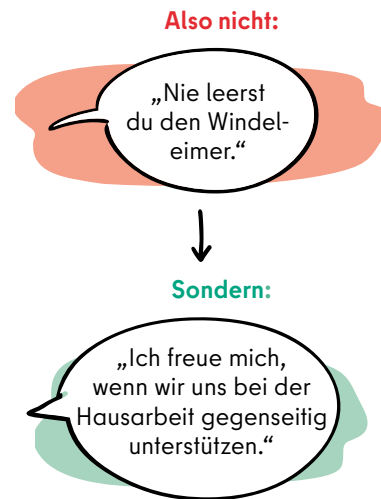 Also nicht:
„Nie leerst
du den Windel-
eimer.“
Sondern:
„Ich freue mich,
wenn wir uns bei der
Hausarbeit gegenseitig
unterstützen.“